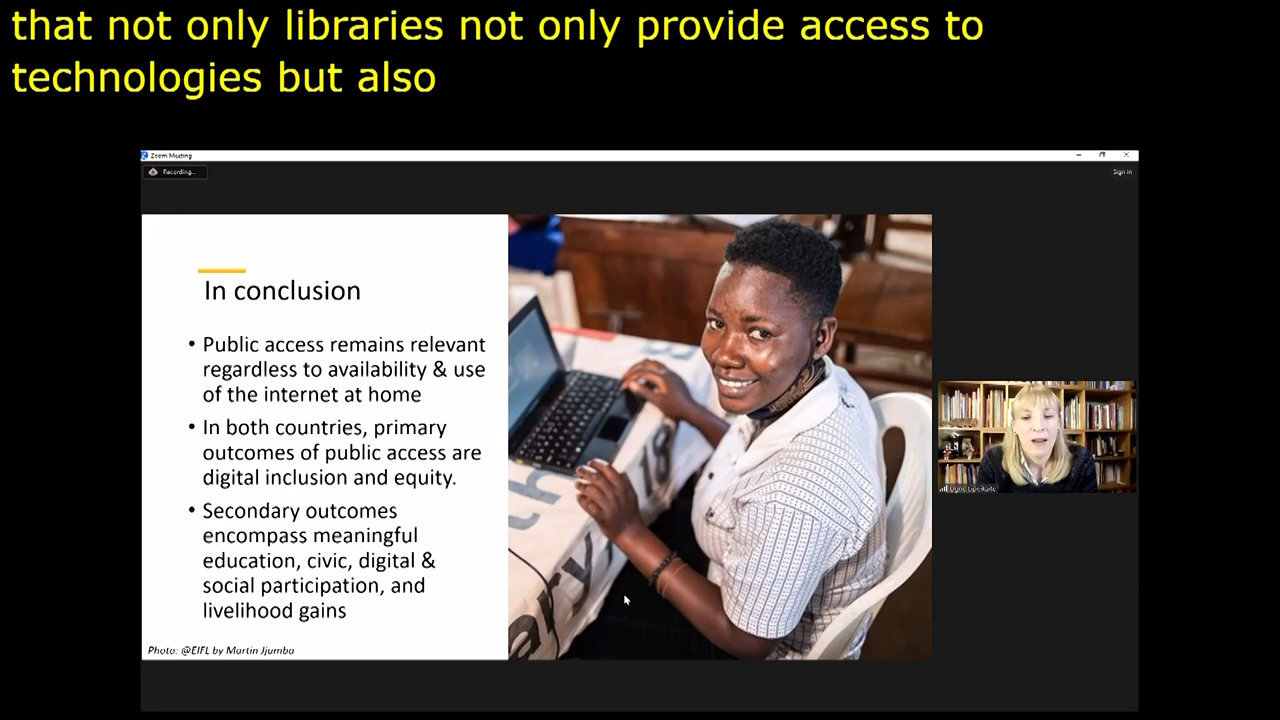 that not only libraries not only provide access to
technologies but also
Zoom Meeting
Recording...
Sign in
In conclusion
• Public access remains relevant
regardless to availability & use
of the internet at home
• In both countries, primary
outcomes of public access are
digital inclusion and equity.
• Secondary outcomes
encompass meaningful
education, civic, digital &
social participation, and
livelihood gains
Photo: @EIFL by Martin Jjumba